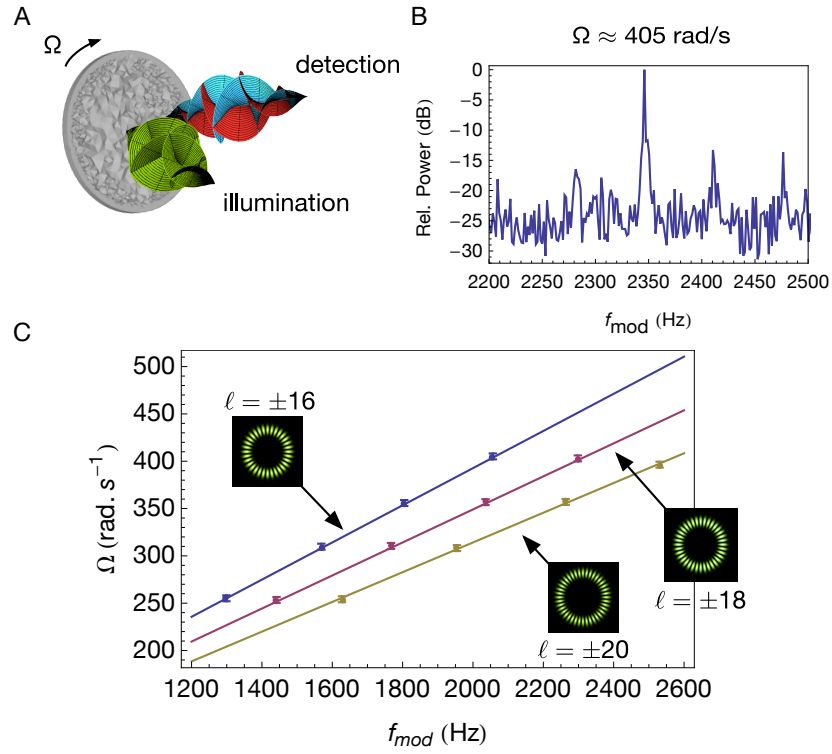 A
Ω
detection
illumination
B
Ω ≈ 405 rad/s
Rel. Power (dB)
0
−5
−10
−15
−20
−25
−30
2200 2250 2300 2350 2400 2450 2500
f_mod (Hz)
C
Ω (rad. s⁻¹)
500
450
400
350
300
250
200
ℓ = ±16
ℓ = ±18
ℓ = ±20
1200 1400 1600 1800 2000 2200 2400 2600
f_mod (Hz)